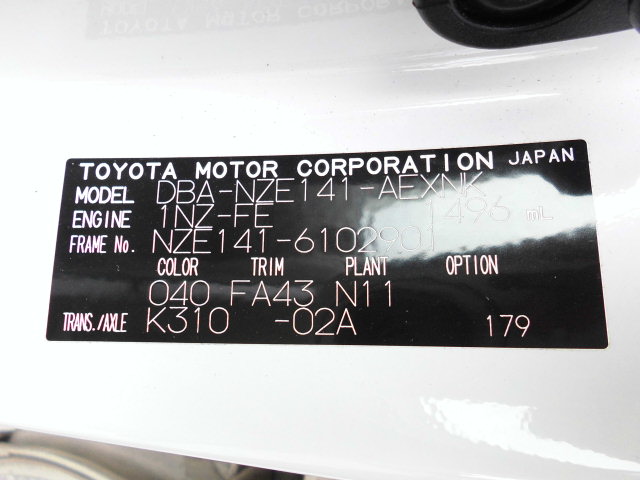 TOYOTA MOTOR CORPORATION JAPAN
MODEL DBA-NZE141-AEXNK
ENGINE 1NZ-FE 1496 mL
FRAME No. NZE141-6102901
COLOR TRIM PLANT OPTION
040 FA43 N11
TRANS./AXLE K310 -02A 179